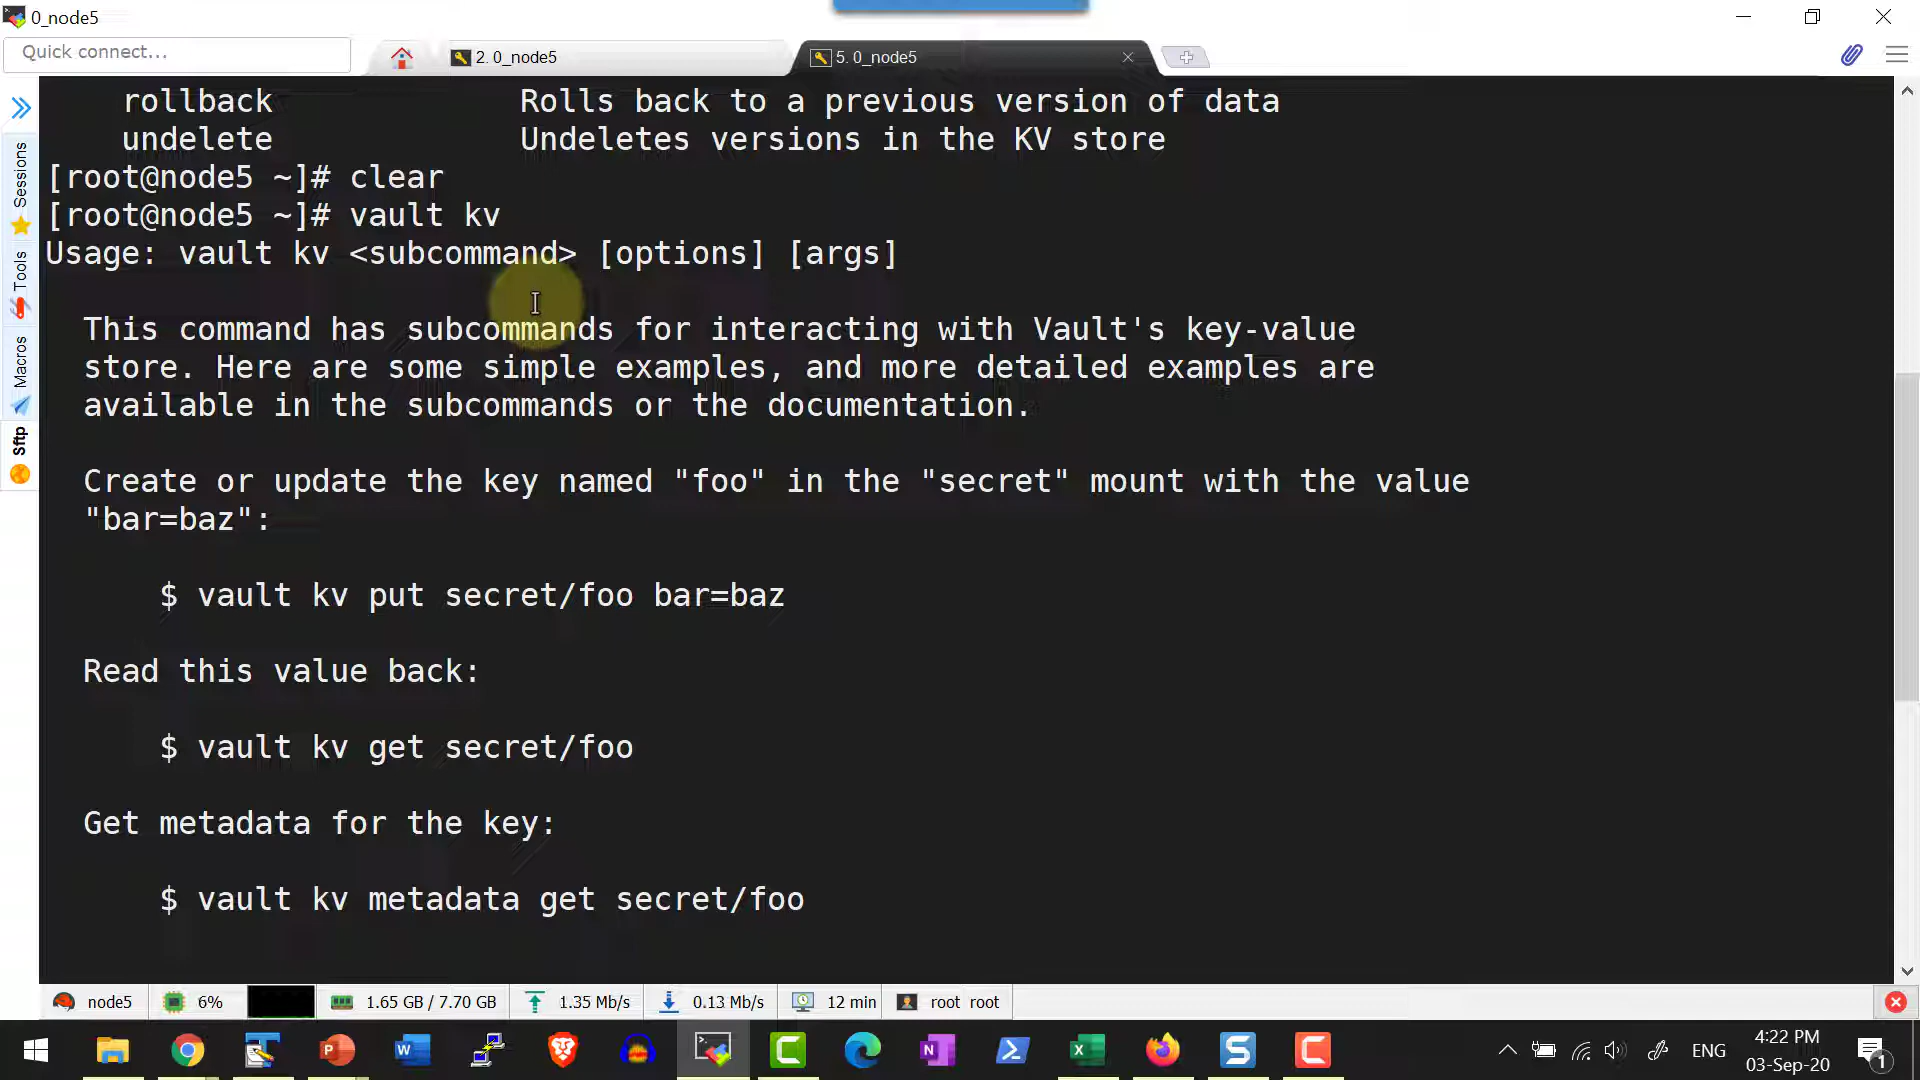 0_node5
Quick connect...
2. 0_node5
5. 0_node5
Sessions
Tools
Macros
Sftp
rollback Rolls back to a previous version of data
undelete Undeletes versions in the KV store
[root@node5 ~]# clear
[root@node5 ~]# vault kv
Usage: vault kv <subcommand> [options] [args]
This command has subcommands for interacting with Vault's key-value
store. Here are some simple examples, and more detailed examples are
available in the subcommands or the documentation.
Create or update the key named "foo" in the "secret" mount with the value
"bar=baz":
$ vault kv put secret/foo bar=baz
Read this value back:
$ vault kv get secret/foo
Get metadata for the key:
$ vault kv metadata get secret/foo
node5 6% 1.65 GB / 7.70 GB 1.35 Mb/s 0.13 Mb/s 12 min root root
ENG
4:22 PM
03-Sep-20
1